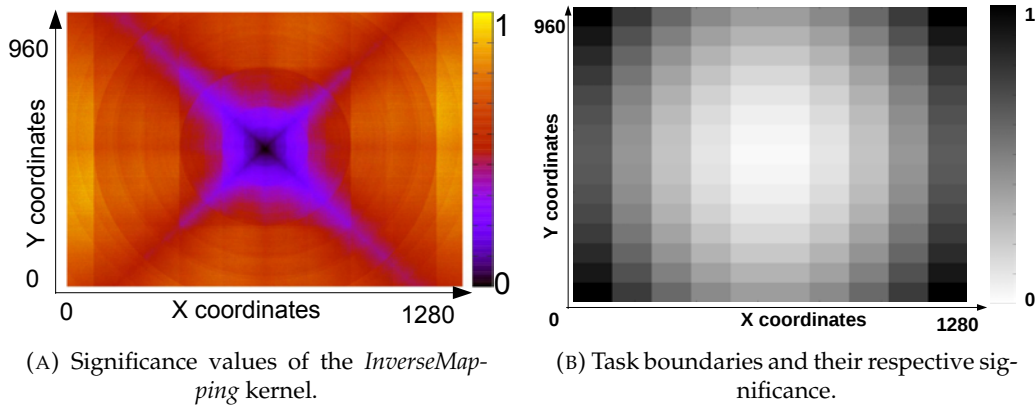 960
Y coordinates
0
0
X coordinates
1280
1
0
(A) Significance values of the InverseMap-
ping kernel.
960
Y coordinates
0
X coordinates
1280
1
0
(B) Task boundaries and their respective sig-
nificance.